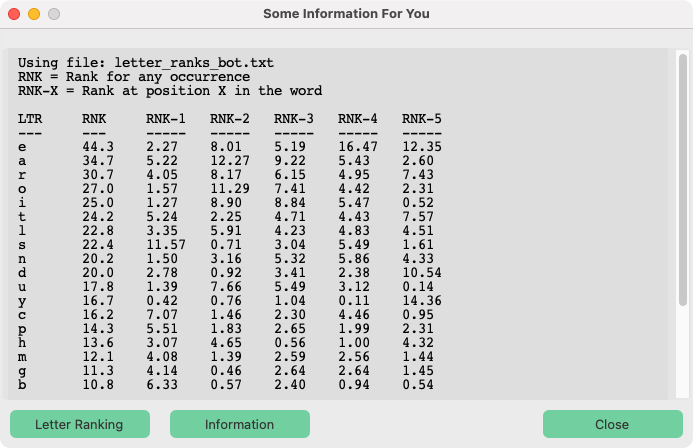 Some Information For You
Using file: letter_ranks_bot.txt
RNK = Rank for any occurrence
RNK-X = Rank at position X in the word
LTR RNK RNK-1 RNK-2 RNK-3 RNK-4 RNK-5
--- --- ----- ----- ----- ----- -----
e 44.3 2.27 8.01 5.19 16.47 12.35
a 34.7 5.22 12.27 9.22 5.43 2.60
r 30.7 4.05 8.17 6.15 4.95 7.43
o 27.0 1.57 11.29 7.41 4.42 2.31
i 25.0 1.27 8.90 8.84 5.47 0.52
t 24.2 5.24 2.25 4.71 4.43 7.57
l 22.8 3.35 5.91 4.23 4.83 4.51
s 22.4 11.57 0.71 3.04 5.49 1.61
n 20.2 1.50 3.16 5.32 5.86 4.33
d 20.0 2.78 0.92 3.41 2.38 10.54
u 17.8 1.39 7.66 5.49 3.12 0.14
y 16.7 0.42 0.76 1.04 0.11 14.36
c 16.2 7.07 1.46 2.30 4.46 0.95
p 14.3 5.51 1.83 2.65 1.99 2.31
h 13.6 3.07 4.65 0.56 1.00 4.32
m 12.1 4.08 1.39 2.59 2.56 1.44
g 11.3 4.14 0.46 2.64 2.64 1.45
b 10.8 6.33 0.57 2.40 0.94 0.54
Letter Ranking Information Close